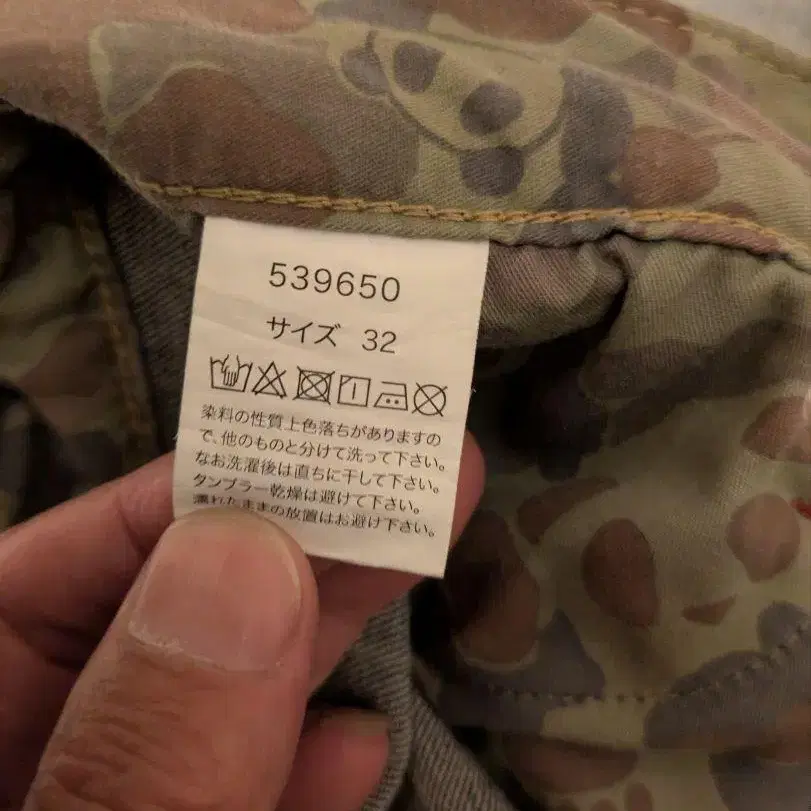 539650
サイズ 32
染料の性質上色落ちがありますの
で、他のものと分けて洗って下さい。
なお洗濯後は直ちに干して下さい。
タンブラー乾燥は避けて下さい。
濡れたままの放置はお避け下さい。